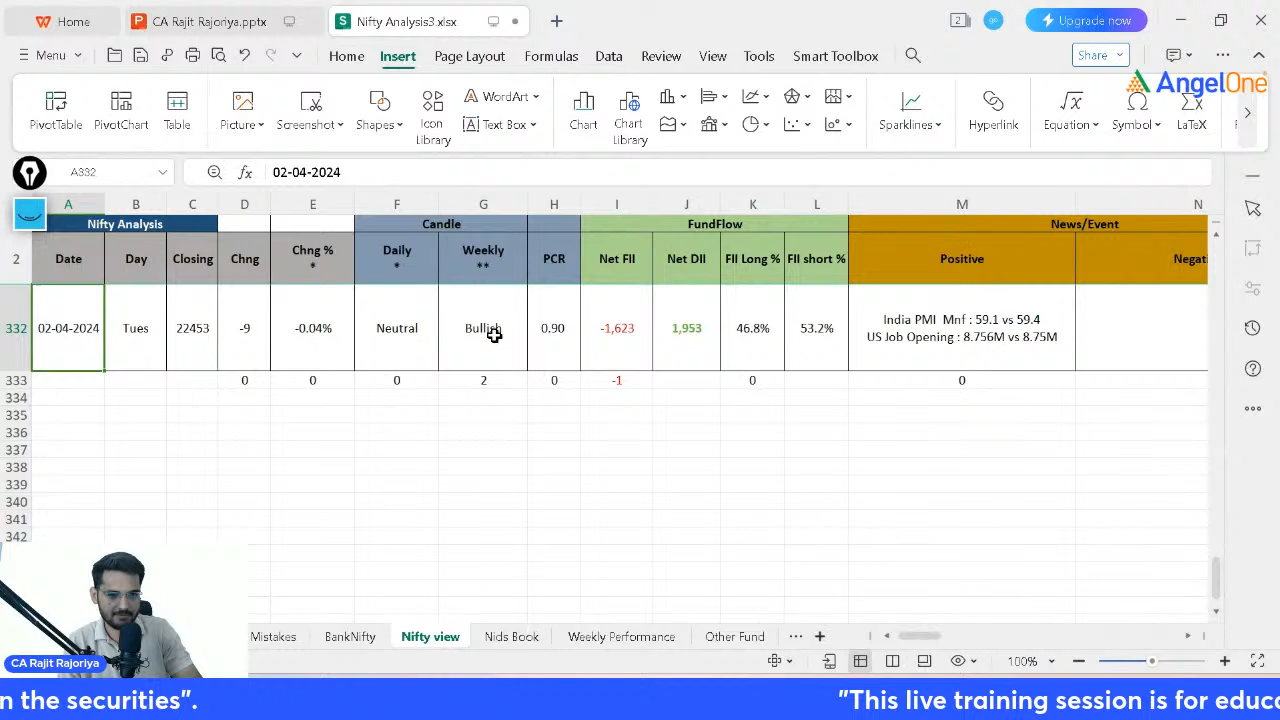 Home
CA Rajit Rajoriya.pptx
Nifty Analysis3.xlsx
2
Upgrade now
Menu
Home
Insert
Page Layout
Formulas
Data
Review
View
Tools
Smart Toolbox
Share
AngelOne
PivotTable
PivotChart
Table
Picture
Screenshot
Shapes
Icon
Library
WordArt
Text Box
Chart
Chart
Library
Sparklines
Hyperlink
Equation
Symbol
LaTeX
A332
fx
02-04-2024
A B C D E F G H I J K L M N
Nifty Analysis
Candle
FundFlow
News/Event
2
Date
Day
Closing
Chng
Chng %
*
Daily
*
Weekly
**
PCR
Net FII
Net DII
FII Long %
FII short %
Positive
Negati
332 02-04-2024 Tues 22453 -9 -0.04% Neutral Bullish 0.90 -1,623 1,953 46.8% 53.2%
India PMI Mnf : 59.1 vs 59.4
US Job Opening : 8.756M vs 8.75M
333 0 0 0 2 0 -1 0 0
334
335
336
337
338
339
340
341
342
Mistakes
BankNifty
Nifty view
Nids Book
Weekly Performance
Other Fund
100%
CA Rajit Rajoriya
n the securities".
"This live training session is for educa